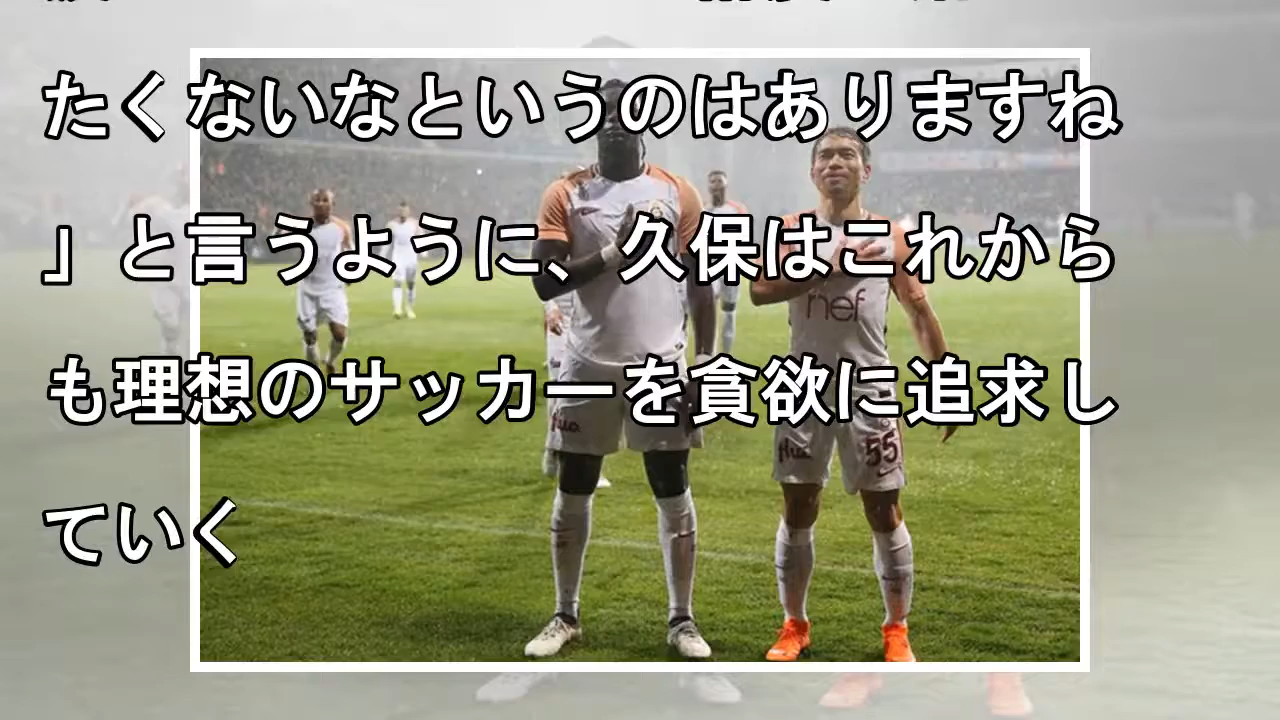 たくないなというのはありますね
」と言うように、久保はこれから
も理想のサッカーを貪欲に追求し
ていく
nef
55